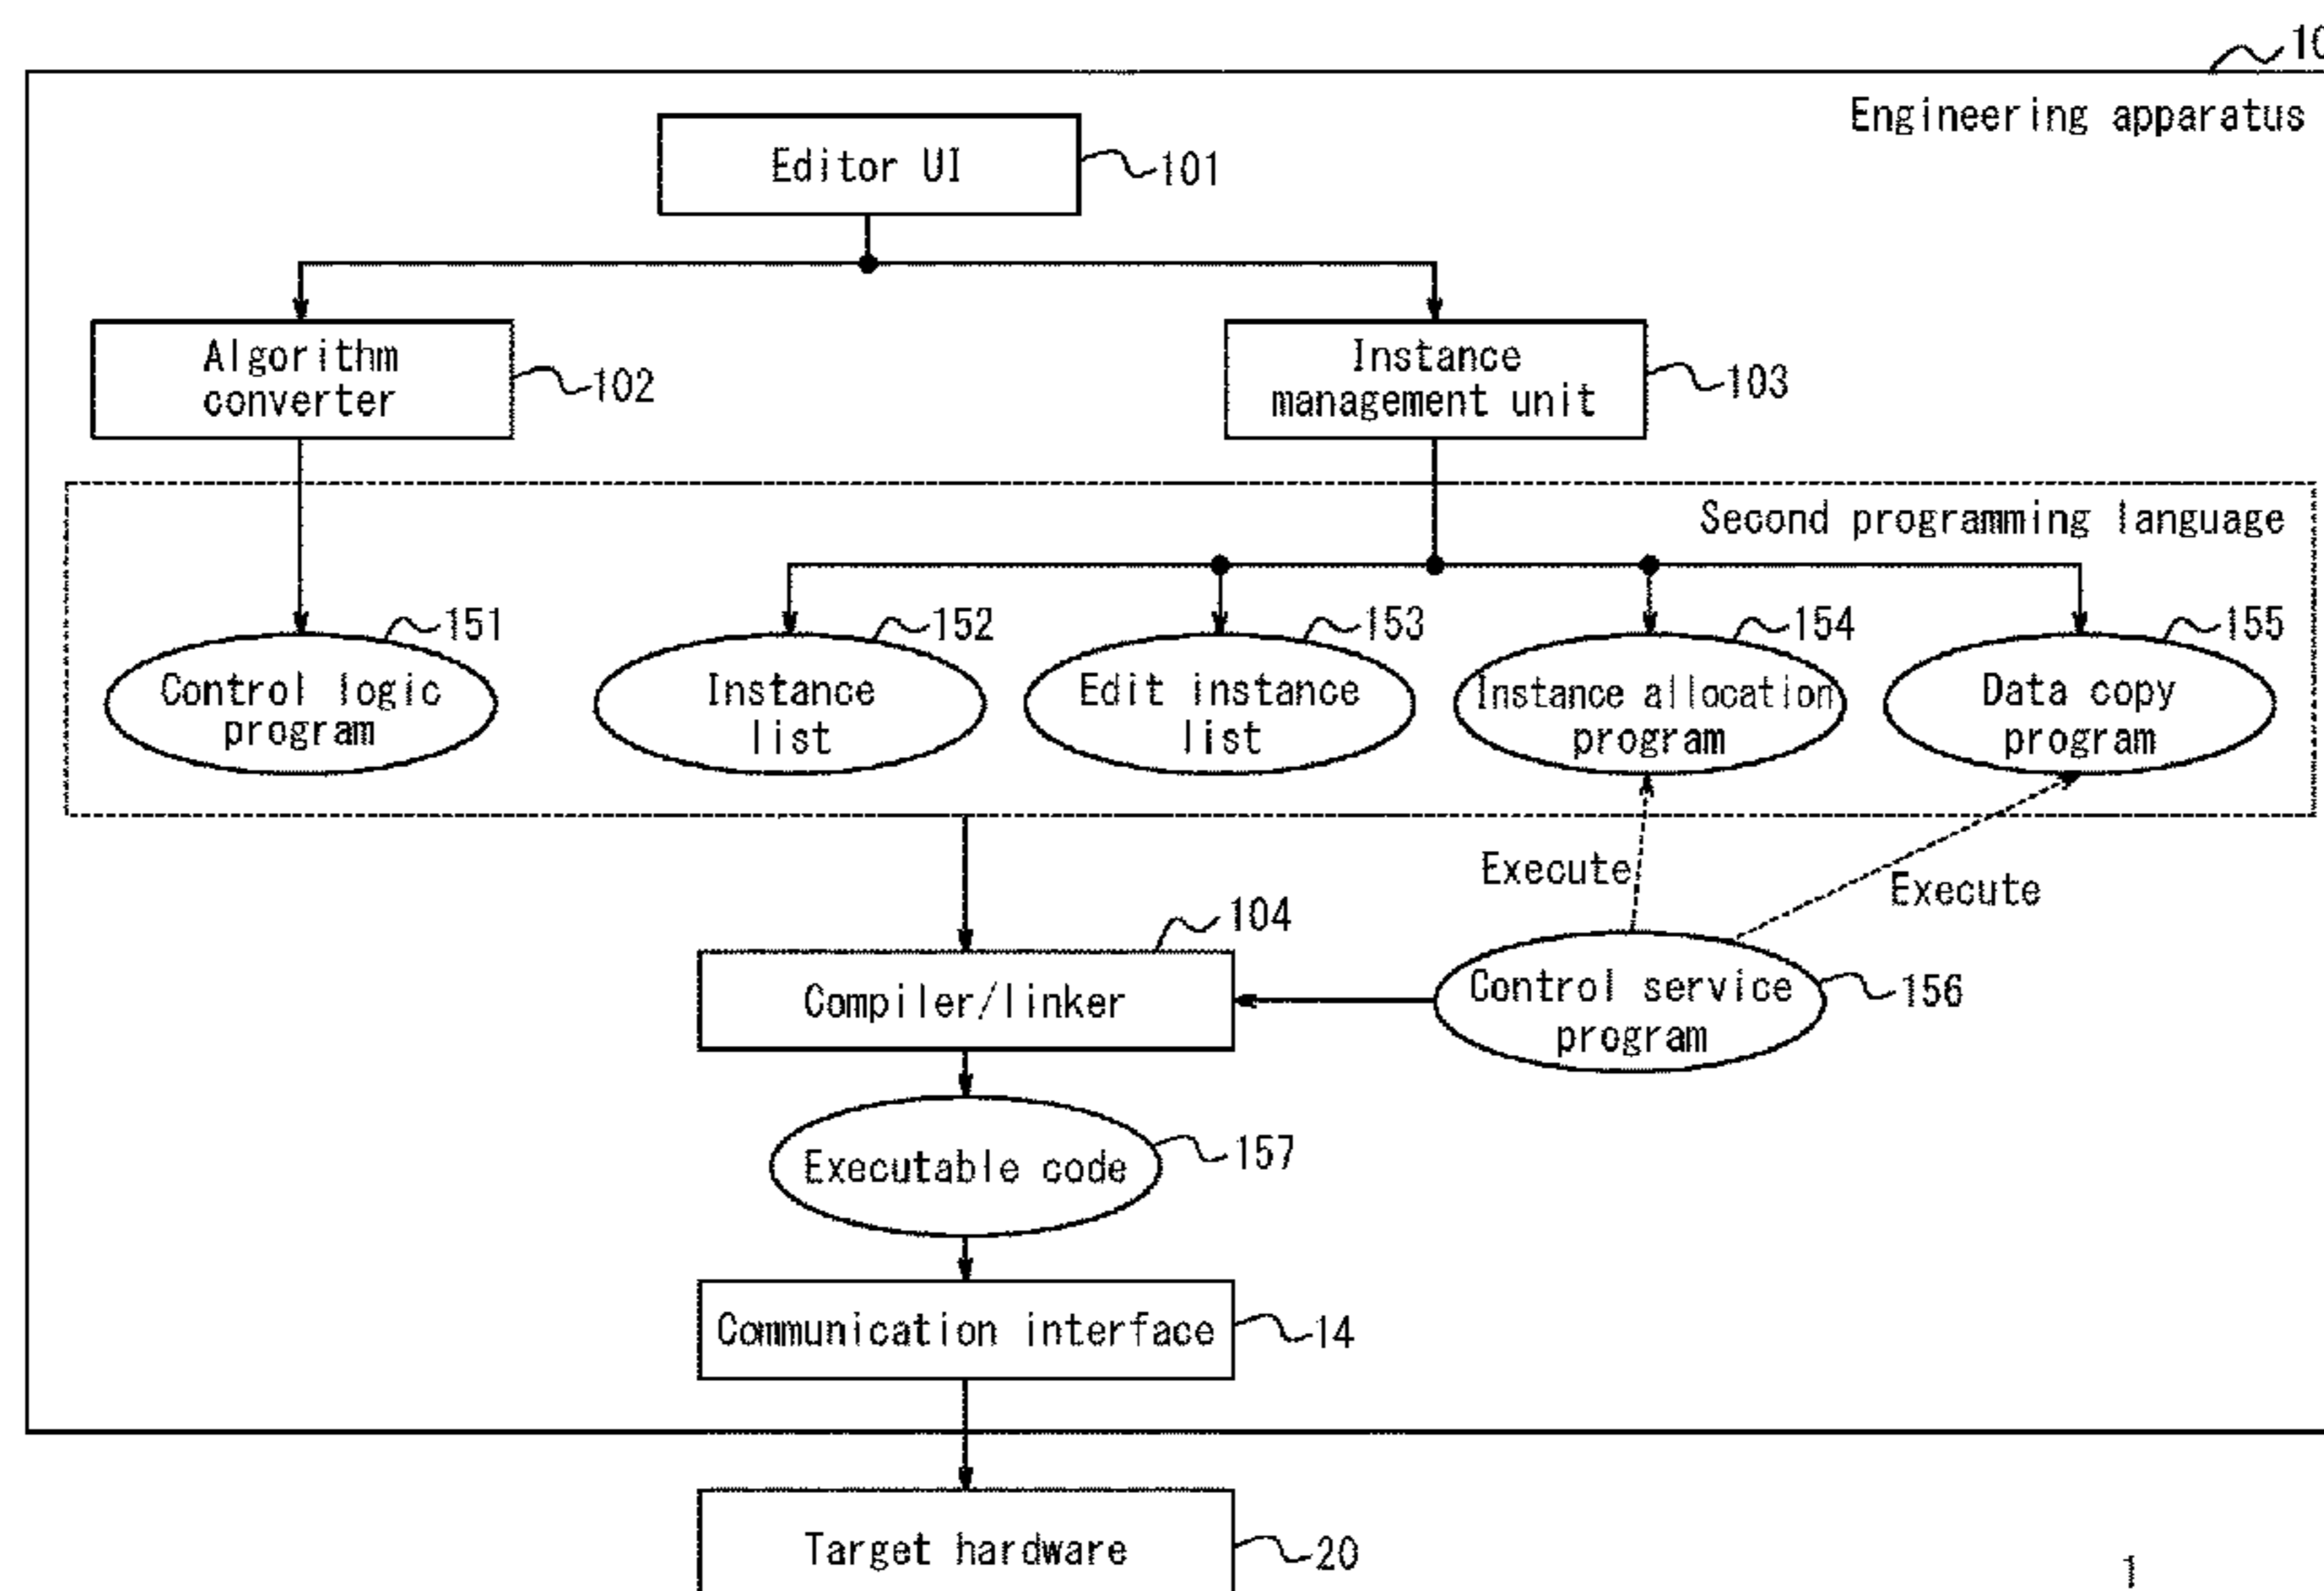 10
Engineering apparatus
Editor UI
101
Algorithm
converter
102
Instance
management unit
103
Second programming language
151
152
153
154
155
Control logic
program
Instance
list
Edit instance
list
Instance allocation
program
Data copy
program
Execute
Execute
104
Compiler/linker
Control service
program
156
Executable code
157
Communication interface
14
Target hardware
20
1